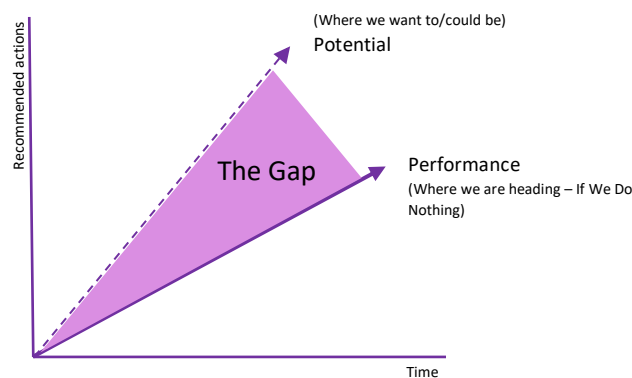 (Where we want to/could be)
Potential
Recommended actions
The Gap
Performance
(Where we are heading – If We Do
Nothing)
Time